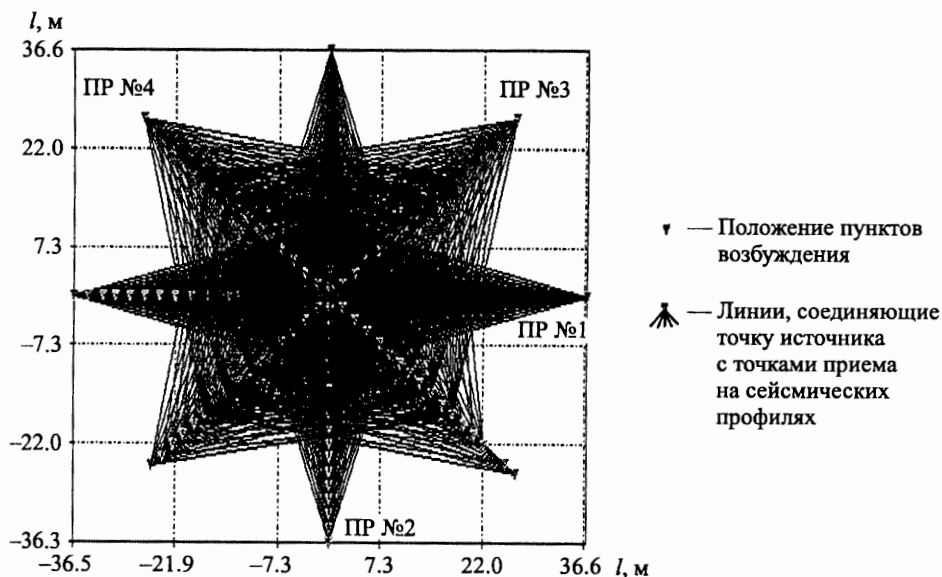 l, м
36.6
ПР №4
ПР №3
22.0
7.3
–7.3
–22.0
–36.3
ПР №1
ПР №2
–36.5
–21.9
–7.3
7.3
22.0
36.6
l, м
— Положение пунктов
возбуждения
— Линии, соединяющие
точку источника
с точками приема
на сейсмических
профилях